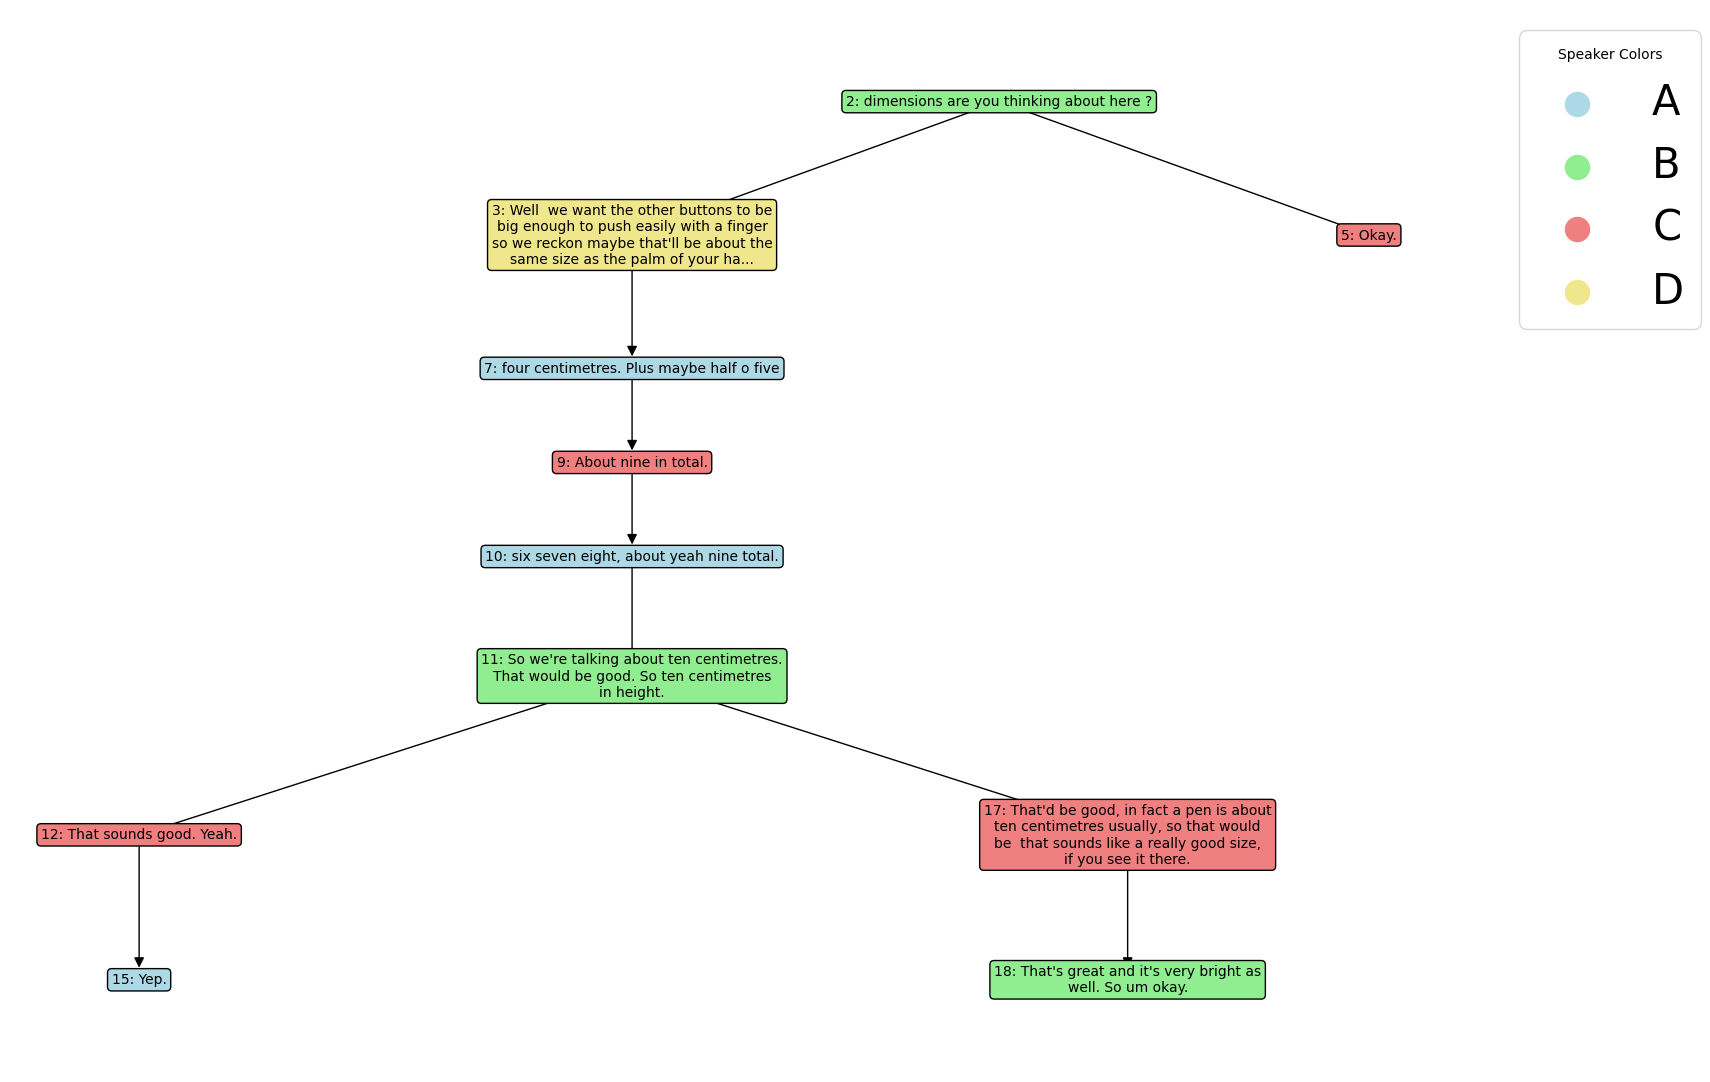 Speaker Colors
A
B
C
D
2: dimensions are you thinking about here ?
3: Well  we want the other buttons to be
big enough to push easily with a finger
so we reckon maybe that'll be about the
same size as the palm of your ha...
5: Okay.
7: four centimetres. Plus maybe half o five
9: About nine in total.
10: six seven eight, about yeah nine total.
11: So we're talking about ten centimetres.
That would be good. So ten centimetres
in height.
12: That sounds good. Yeah.
17: That'd be good, in fact a pen is about
ten centimetres usually, so that would
be  that sounds like a really good size,
if you see it there.
15: Yep.
18: That's great and it's very bright as
well. So um okay.